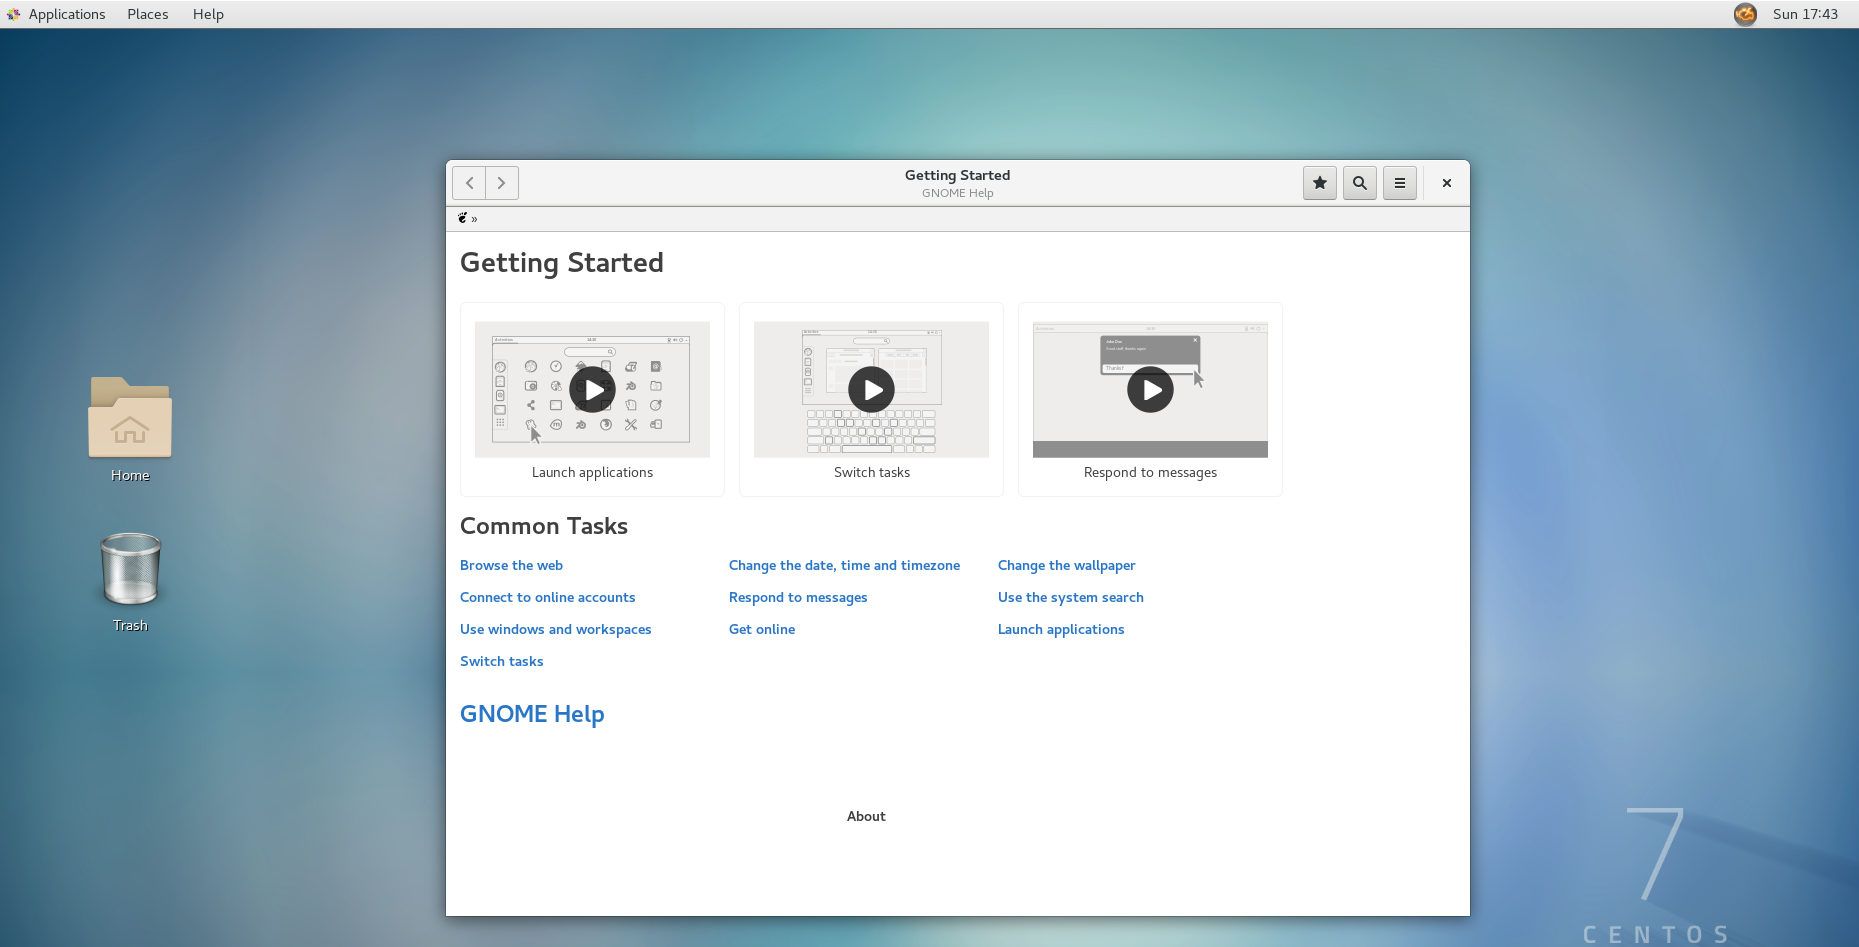 Applications Places Help Sun 17:43
Getting Started
GNOME Help
»
Getting Started
Launch applications Switch tasks Respond to messages
Home
Common Tasks
Browse the web Change the date, time and timezone Change the wallpaper
Connect to online accounts Respond to messages Use the system search
Trash
Use windows and workspaces Get online Launch applications
Switch tasks
GNOME Help
About
7
CENTOS